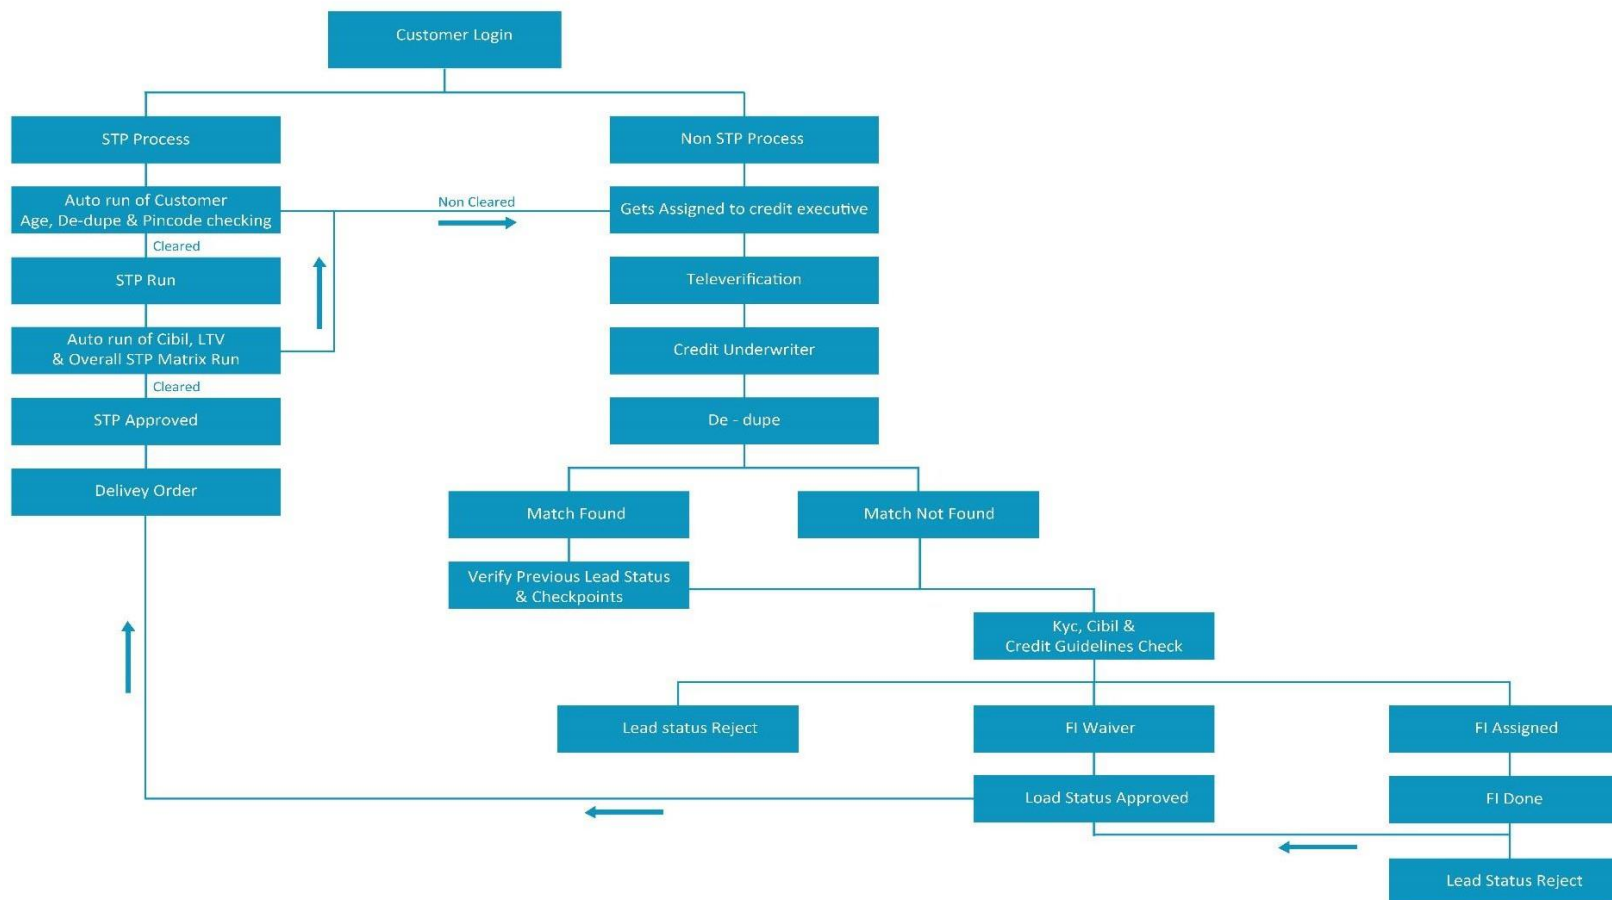 Customer Login
STP Process
Non STP Process
Auto run of Customer
Age, De-dupe & Pincode checking
Non Cleared
Gets Assigned to credit executive
Cleared
STP Run
Televerification
Auto run of Cibil, LTV
& Overall STP Matrix Run
Credit Underwriter
Cleared
STP Approved
De - dupe
Delivey Order
Match Found
Match Not Found
Verify Previous Lead Status
& Checkpoints
Kyc, Cibil &
Credit Guidelines Check
Lead status Reject
FI Waiver
FI Assigned
Load Status Approved
FI Done
Lead Status Reject